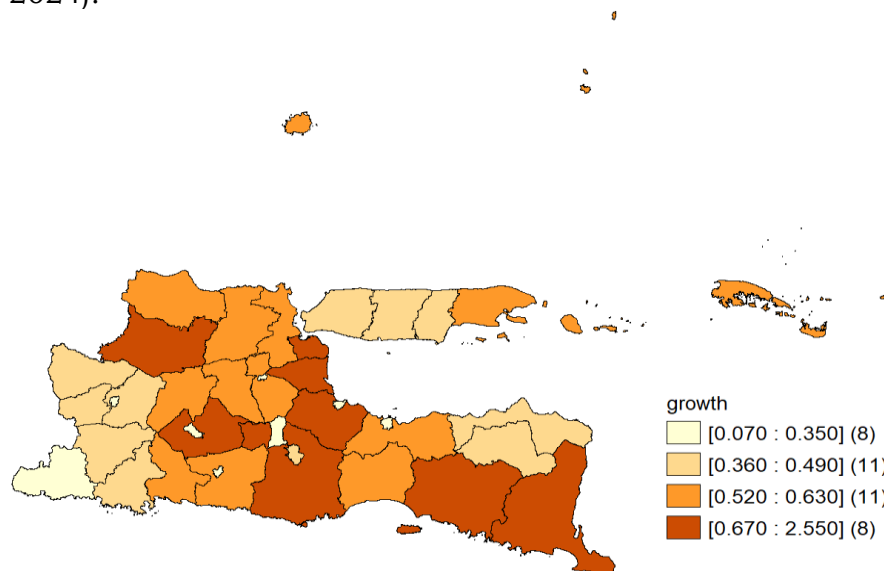 2024).
growth
[0.070 : 0.350] (8)
[0.360 : 0.490] (11)
[0.520 : 0.630] (11)
[0.670 : 2.550] (8)